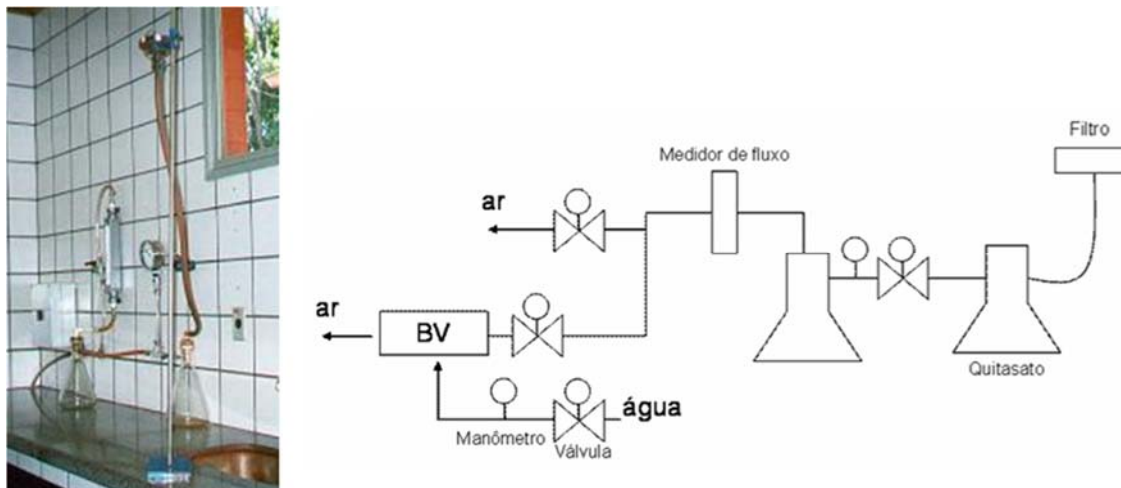 Filtro
Medidor de fluxo
ar
ar
BV
Quitasato
água
Manômetro
Válvula